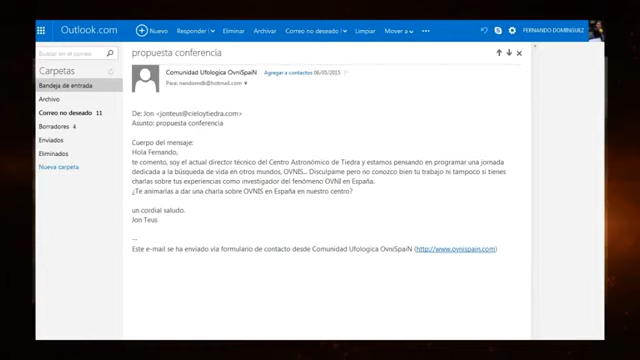 Outlook.com
Nuevo Responder Eliminar Archivar Correo no deseado Limpiar Mover a ••• FERNANDO DOMINGUEZ
Buscar en el correo
propuesta conferencia
Carpetas
Bandeja de entrada
Archivo
Correo no deseado 11
Borradores 4
Enviados
Eliminados
Nueva carpeta
Comunidad Ufologica OvniSpaiN Agregar a contactos 06/05/2015
Para: nandomdk@hotmail.com
De: Jon <jonteus@cieloytiedra.com>
Asunto: propuesta conferencia
Cuerpo del mensaje:
Hola Fernando,
te comento, soy el actual director técnico del Centro Astronómico de Tiedra y estamos pensando en programar una jornada
dedicada a la búsqueda de vida en otros mundos, OVNIS... Disculpame pero no conozco bien tu trabajo ni tampoco si tienes
charlas sobre tus experiencias como investigador del fenómeno OVNI en España.
¿Te animarías a dar una charla sobre OVNIS en España en nuestro centro?
un cordial saludo.
Jon Teus
--
Este e-mail se ha enviado vía formulario de contacto desde Comunidad Ufologica OvniSpaiN (http://www.ovnispain.com)